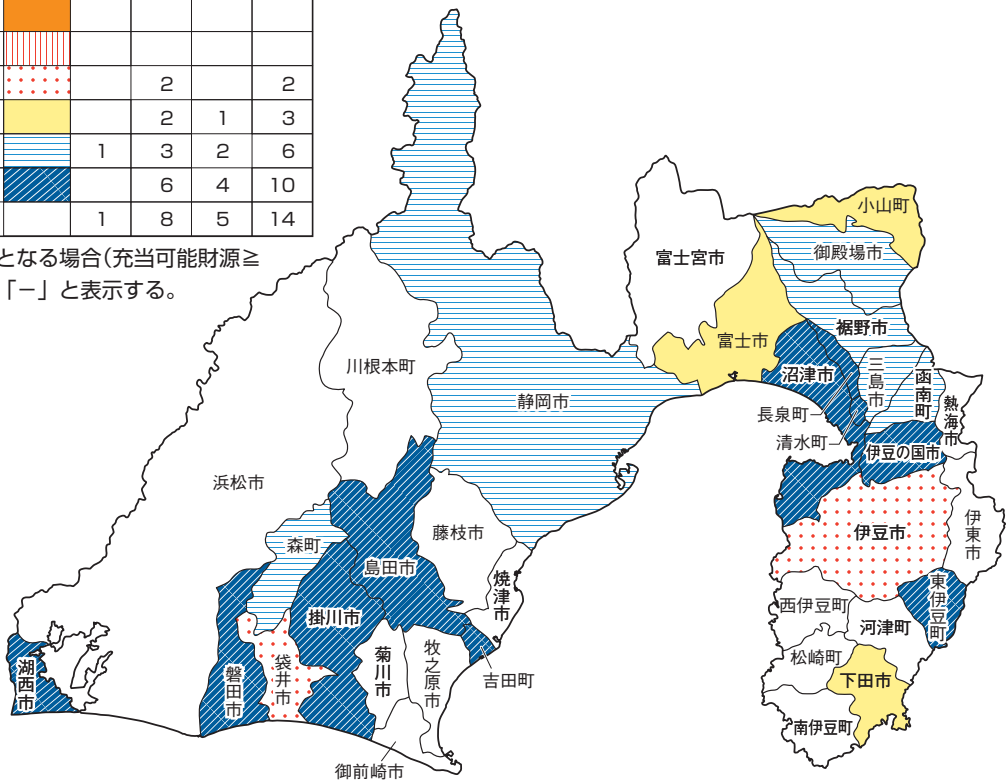 2 2
2 1 3
1 3 2 6
6 4 10
1 8 5 14
となる場合(充当可能財源≧
「－」と表示する。
小山町
御殿場市
富士宮市
裾野市
富士市
三島市
函南町
沼津市
川根本町
熱海市
静岡市
長泉町
清水町
伊豆の国市
浜松市
伊東市
藤枝市
伊豆市
森町
島田市
焼津市
東伊豆町
西伊豆町
掛川市
河津町
湖西市
磐田市
袋井市
菊川市
牧之原市
松崎町
吉田町
下田市
南伊豆町
御前崎市